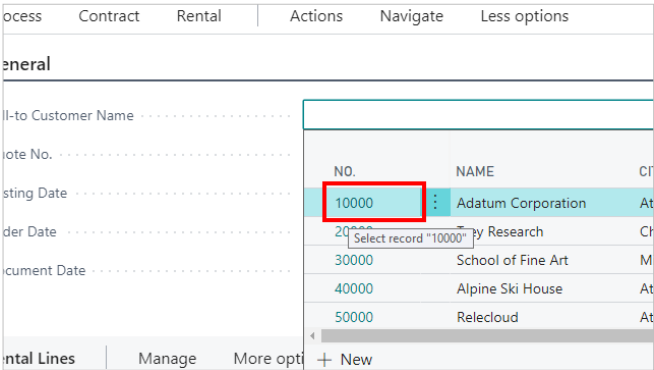 ocess Contract Rental Actions Navigate Less options
eneral
ll-to Customer Name
uote No.
NO. NAME CI
sting Date
10000 Adatum Corporation At
der Date
20000 Trey Research Ch
Select record "10000"
30000 School of Fine Art M
ocument Date
40000 Alpine Ski House At
50000 Relecloud At
ental Lines Manage More opti + New